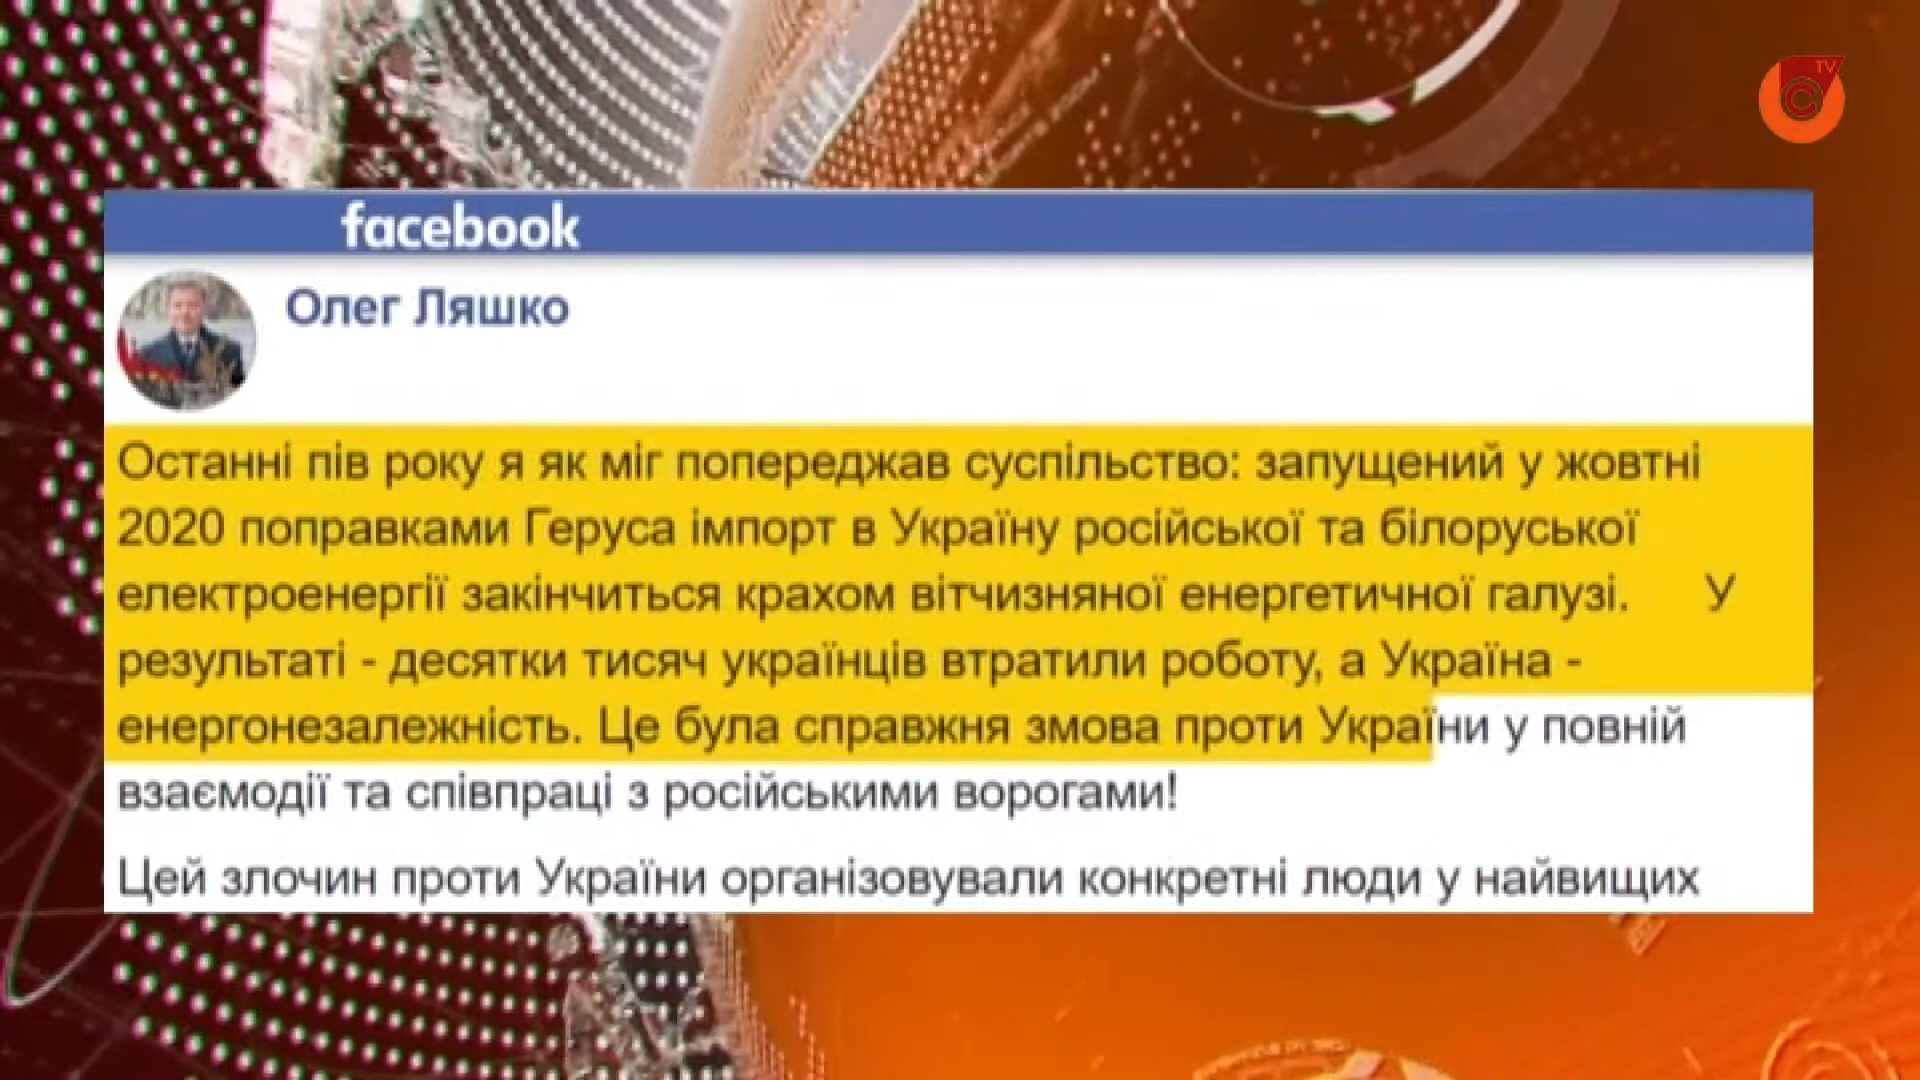 TV
C
facebook
Олег Ляшко
Останні пів року я як міг попереджав суспільство: запущений у жовтні
2020 поправками Геруса імпорт в Україну російської та білоруської
електроенергії закінчиться крахом вітчизняної енергетичної галузі. У
результаті - десятки тисяч українців втратили роботу, а Україна -
енергонезалежність. Це була справжня змова проти України у повній
взаємодії та співпраці з російськими ворогами!
Цей злочин проти України організовували конкретні люди у найвищих